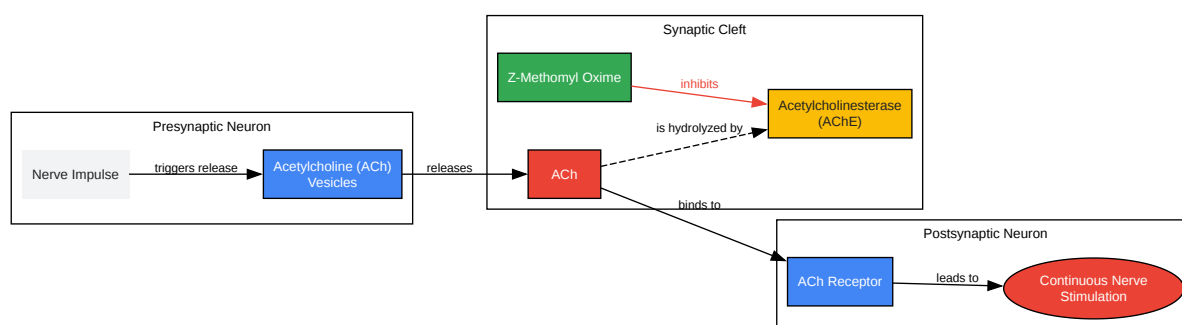 Synaptic Cleft
Z-Methomyl Oxime
inhibits
Acetylcholinesterase
(AChE)
is hydrolyzed by
Presynaptic Neuron
Nerve Impulse
triggers release
Acetylcholine (ACh)
Vesicles
releases
ACh
binds to
Postsynaptic Neuron
ACh Receptor
leads to
Continuous Nerve
Stimulation